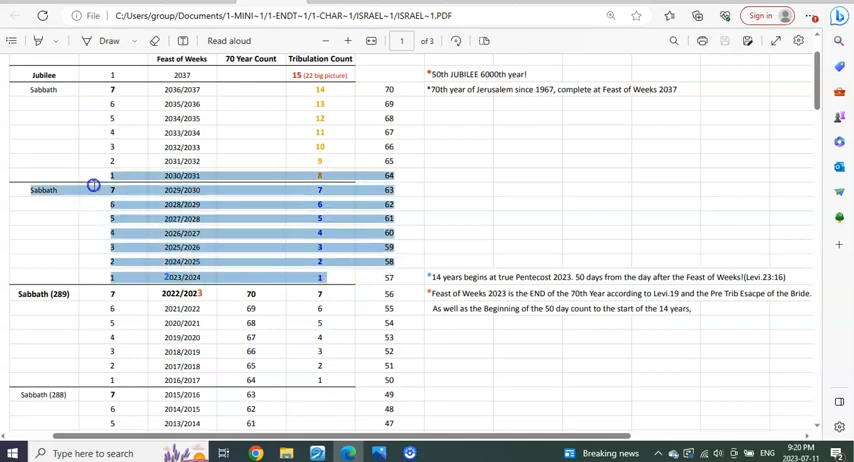 File C:/Users/group/Documents/1-MINI~1/1-ENDT~1/1-CHAR~1/ISRAEL~1/ISRAEL~1.PDF Sign in
Draw Read aloud 1 of 3
Feast of Weeks 70 Year Count Tribulation Count
Jubilee 1 2037 15 (22 big picture) *50th JUBILEE 6000th year!
Sabbath 7 2036/2037 14 70 *70th year of Jerusalem since 1967, complete at Feast of Weeks 2037
6 2035/2036 13 69
5 2034/2035 12 68
4 2033/2034 11 67
3 2032/2033 10 66
2 2031/2032 9 65
1 2030/2031 8 64
Sabbath 7 2029/2030 7 63
6 2028/2029 6 62
5 2027/2028 5 61
4 2026/2027 4 60
3 2025/2026 3 59
2 2024/2025 2 58
1 2023/2024 1 57 *14 years begins at true Pentecost 2023. 50 days from the day after the Feast of Weeks!(Levi.23:16)
Sabbath (289) 7 2022/2023 70 7 56 *Feast of Weeks 2023 is the END of the 70th Year according to Levi.19 and the Pre Trib Esacpe of the Bride.
6 2021/2022 69 6 55 As well as the Beginning of the 50 day count to the start of the 14 years,
5 2020/2021 68 5 54
4 2019/2020 67 4 53
3 2018/2019 66 3 52
2 2017/2018 65 2 51
1 2016/2017 64 1 50
Sabbath (288) 7 2015/2016 63 49
6 2014/2015 62 48
5 2013/2014 61 47
Type here to search Breaking news ENG 9:20 PM
2023-07-11